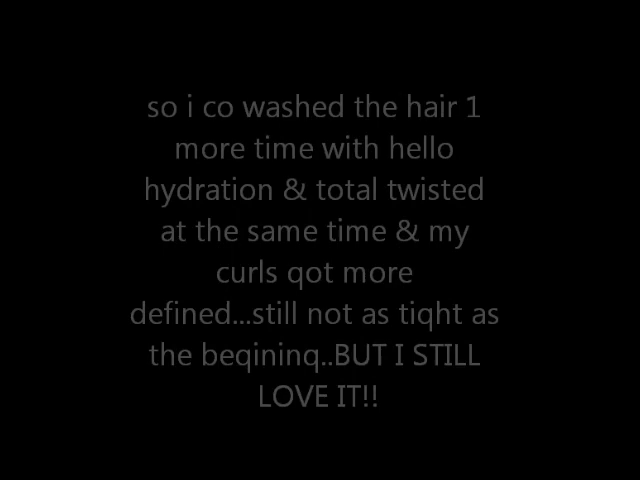 so i co washed the hair 1
more time with hello
hydration & total twisted
at the same time & my
curls qot more
defined...still not as tiqht as
the beqininq..BUT I STILL
LOVE IT!!